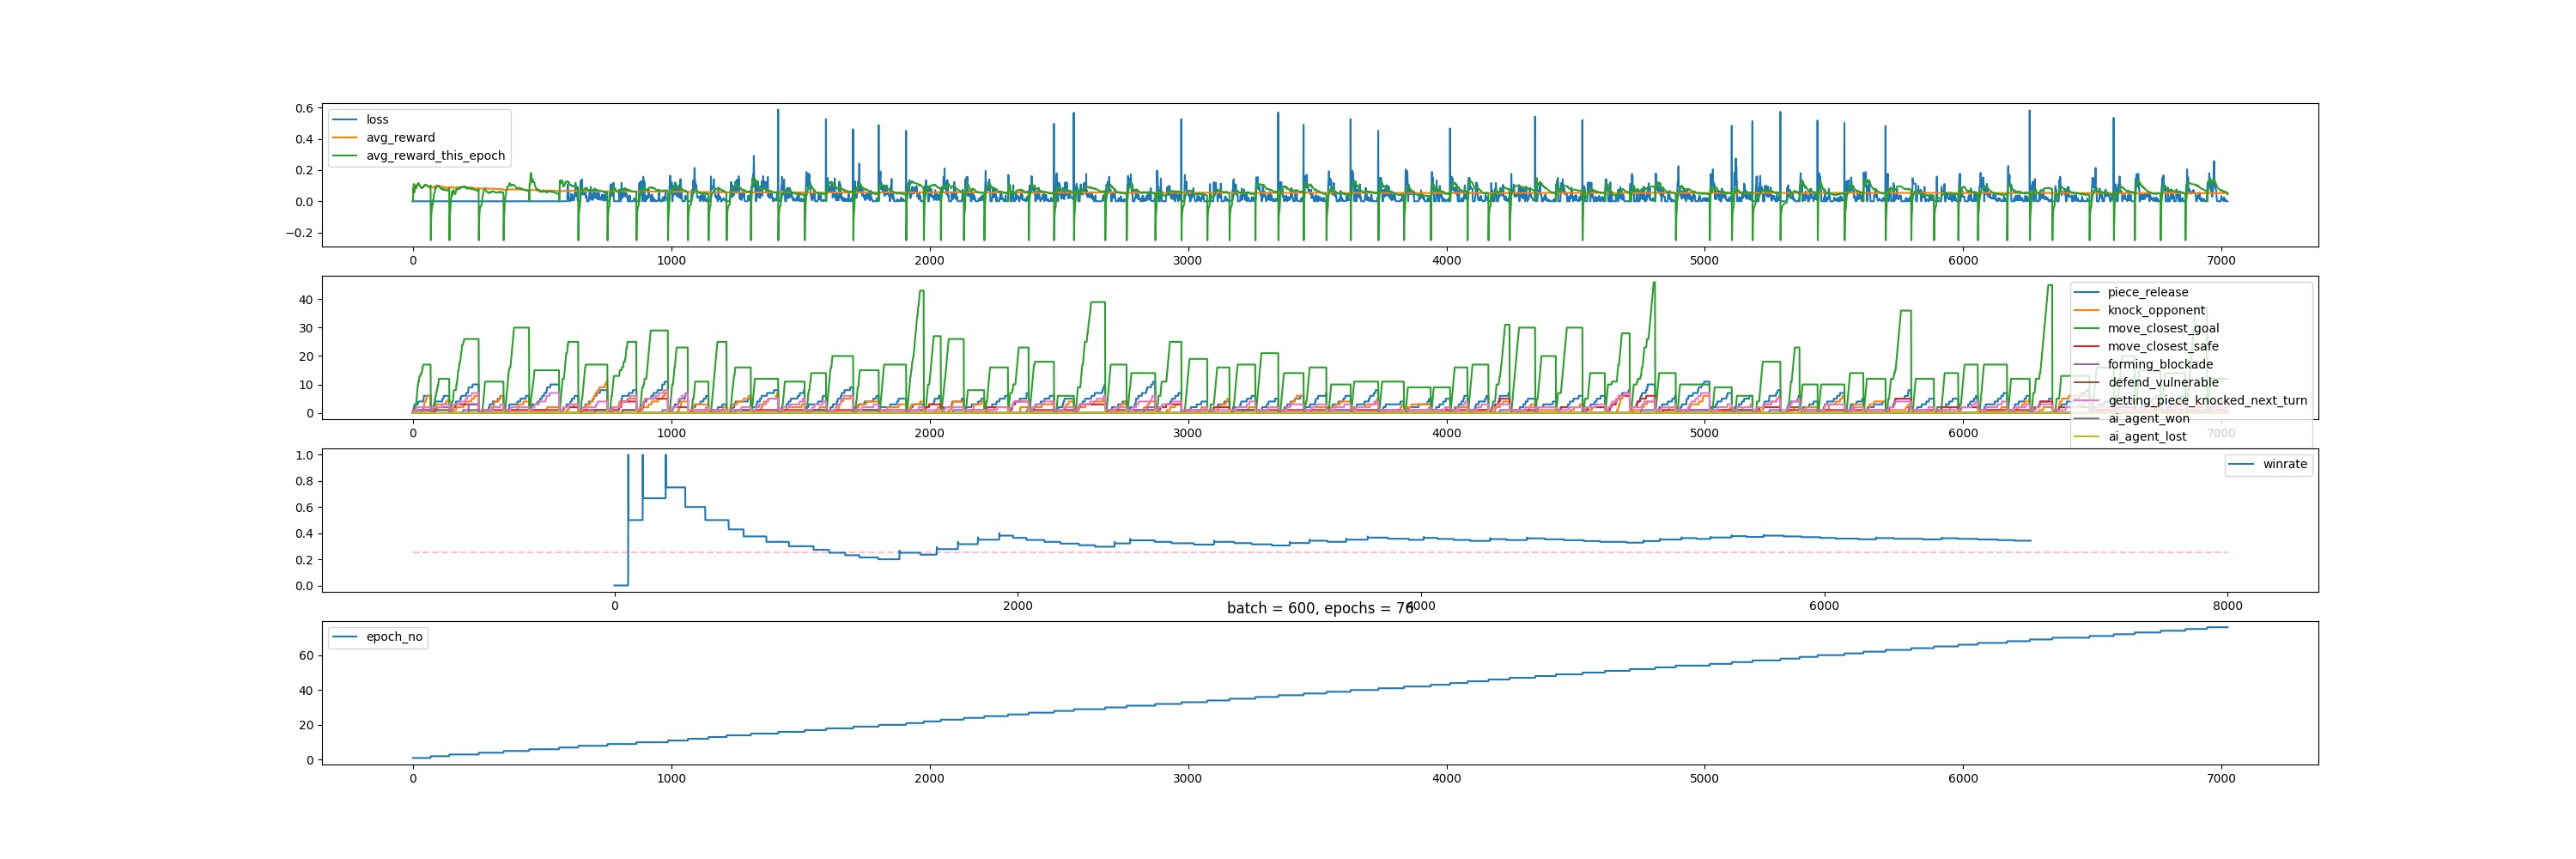 0.6
0.4
0.2
0.0
−0.2
loss
avg_reward
avg_reward_this_epoch
0 1000 2000 3000 4000 5000 6000 7000
40
30
20
10
0
piece_release
knock_opponent
move_closest_goal
move_closest_safe
forming_blockade
defend_vulnerable
getting_piece_knocked_next_turn
ai_agent_won
ai_agent_lost
0 1000 2000 3000 4000 5000 6000 7000
1.0
0.8
0.6
0.4
0.2
0.0
winrate
0 2000 4000 6000 8000
batch = 600, epochs = 76
60
40
20
0
epoch_no
0 1000 2000 3000 4000 5000 6000 7000